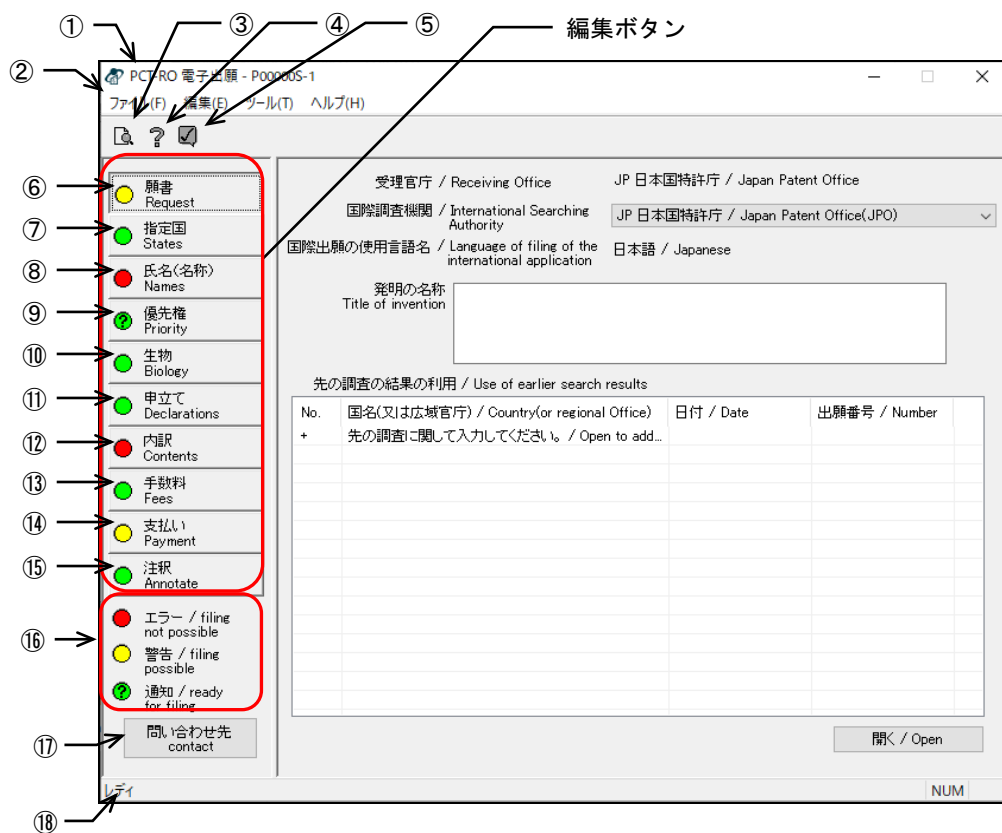 ① ③ ④ ⑤ 編集ボタン
②
PCT-RO 電子出願 - P00000S-1
ファイル(F) 編集(E) ツール(T) ヘルプ(H)
⑥ 願書
Request
⑦ 指定国
States
⑧ 氏名(名称)
Names
⑨ 優先権
Priority
⑩ 生物
Biology
⑪ 申立て
Declarations
⑫ 内訳
Contents
⑬ 手数料
Fees
⑭ 支払い
Payment
⑮ 注釈
Annotate
⑯
エラー / filing
not possible
警告 / filing
possible
通知 / ready
for filing
⑰ 問い合わせ先
contact
受理官庁 / Receiving Office JP 日本国特許庁 / Japan Patent Office
国際調査機関 / International Searching
Authority
JP 日本国特許庁 / Japan Patent Office(JPO)
国際出願の使用言語名 / Language of filing of the
international application
日本語 / Japanese
発明の名称
Title of invention
先の調査の結果の利用 / Use of earlier search results
No. 国名(又は広域官庁) / Country(or regional Office) 日付 / Date 出願番号 / Number
+ 先の調査に関して入力してください。 / Open to add...
開く / Open
レディ NUM
⑱